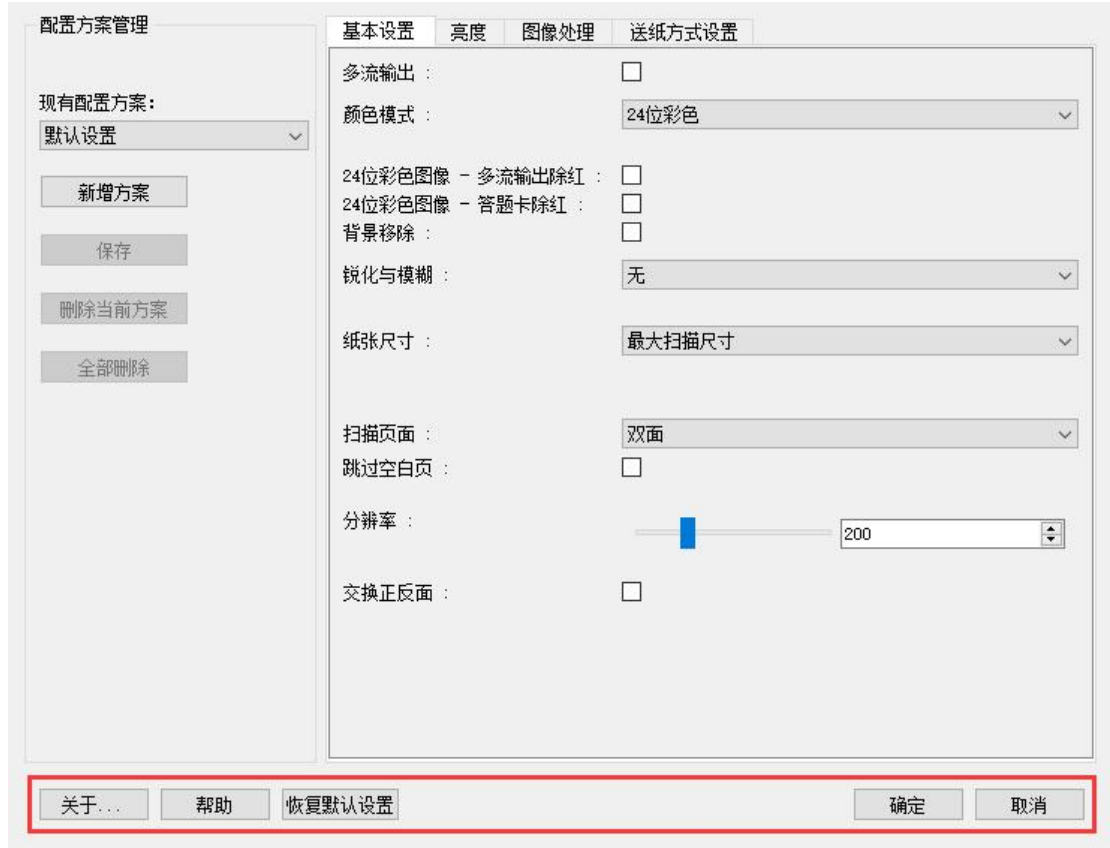 配置方案管理
现有配置方案：
默认设置
新增方案
保存
删除当前方案
全部删除
基本设置 亮度 图像处理 送纸方式设置
多流输出 :
颜色模式 : 24位彩色
24位彩色图像 - 多流输出除红 :
24位彩色图像 - 答题卡除红 :
背景移除 :
锐化与模糊 : 无
纸张尺寸 : 最大扫描尺寸
扫描页面 : 双面
跳过空白页 :
分辨率 : 200
交换正反面 :
关于... 帮助 恢复默认设置 确定 取消